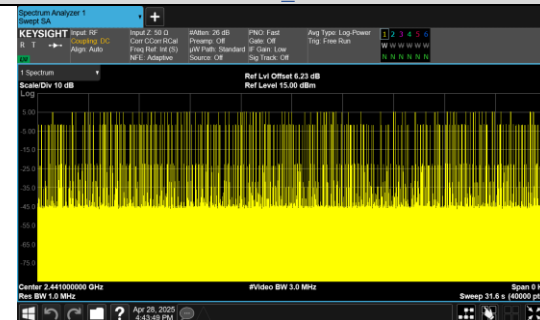 Spectrum Analyzer 1
Swept SA
KEYSIGHT
R T
Input: RF
Coupling: DC
Align: Auto
Input Z: 50 Ω
Corr CCorr RCal
Freq Ref: Int (S)
NFE: Adaptive
#Atten: 26 dB
Preamp: Off
µW Path: Standard
Source: Off
PNO: Fast
Gate: Off
IF Gain: Low
Sig Track: Off
Avg Type: Log-Power
Trig: Free Run
1 2 3 4 5 6
W W W W W W
N N N N N N
1 Spectrum
Scale/Div 10 dB
Ref Lvl Offset 6.23 dB
Ref Level 15.00 dBm
Log
5.00
-5.00
-15.0
-25.0
-35.0
-45.0
-55.0
-65.0
-75.0
Center 2.441000000 GHz
Res BW 1.0 MHz
#Video BW 3.0 MHz
Span 0
Sweep 31.6 s (40000
?
Apr 28, 2025
4:43:49 PM